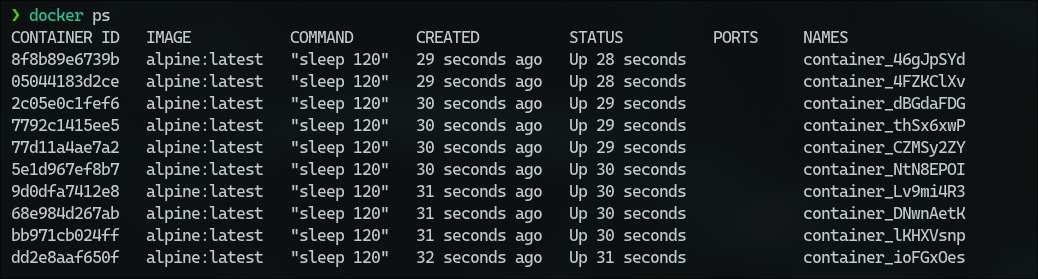 ❯ docker ps
CONTAINER ID   IMAGE           COMMAND       CREATED          STATUS          PORTS     NAMES
8f8b89e6739b   alpine:latest   "sleep 120"   29 seconds ago   Up 28 seconds             container_46gJpSYd
05044183d2ce   alpine:latest   "sleep 120"   29 seconds ago   Up 28 seconds             container_4FZKClXv
2c05e0c1fef6   alpine:latest   "sleep 120"   30 seconds ago   Up 29 seconds             container_dBGdaFDG
7792c1415ee5   alpine:latest   "sleep 120"   30 seconds ago   Up 29 seconds             container_thSx6xwP
77d11a4ae7a2   alpine:latest   "sleep 120"   30 seconds ago   Up 29 seconds             container_CZMSy2ZY
5e1d967ef8b7   alpine:latest   "sleep 120"   30 seconds ago   Up 30 seconds             container_NtN8EPOI
9d0dfa7412e8   alpine:latest   "sleep 120"   31 seconds ago   Up 30 seconds             container_Lv9mi4R3
68e984d267ab   alpine:latest   "sleep 120"   31 seconds ago   Up 30 seconds             container_DNwnAetK
bb971cb024ff   alpine:latest   "sleep 120"   31 seconds ago   Up 30 seconds             container_lKHXVsnp
dd2e8aaf650f   alpine:latest   "sleep 120"   32 seconds ago   Up 31 seconds             container_ioFGxOes